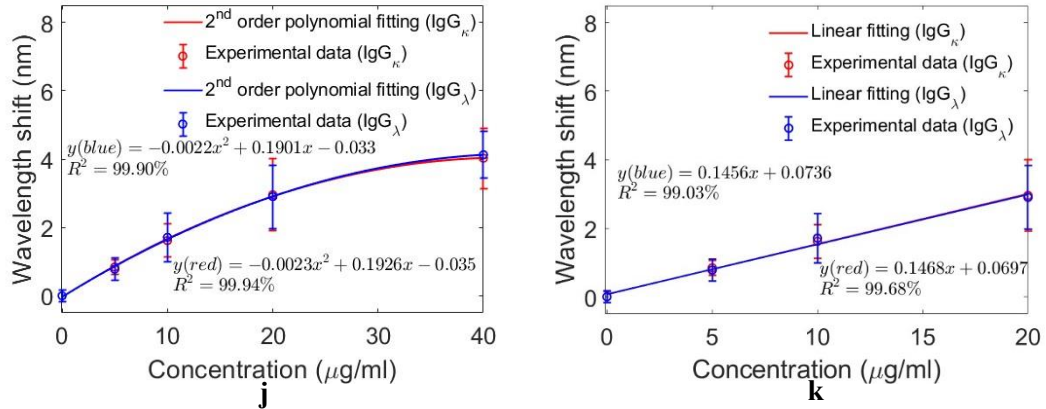 8
6
4
2
0
Wavelength shift (nm)
2nd order polynomial fitting (IgGκ)
Experimental data (IgGκ)
2nd order polynomial fitting (IgGλ)
Experimental data (IgGλ)
y(blue) = −0.0022x² + 0.1901x − 0.033
R² = 99.90%
y(red) = −0.0023x² + 0.1926x − 0.035
R² = 99.94%
0 10 20 30 40
Concentration (μg/ml)
j
8
6
4
2
0
Wavelength shift (nm)
Linear fitting (IgGκ)
Experimental data (IgGκ)
Linear fitting (IgGλ)
Experimental data (IgGλ)
y(blue) = 0.1456x + 0.0736
R² = 99.03%
y(red) = 0.1468x + 0.0697
R² = 99.68%
0 5 10 15 20
Concentration (μg/ml)
k